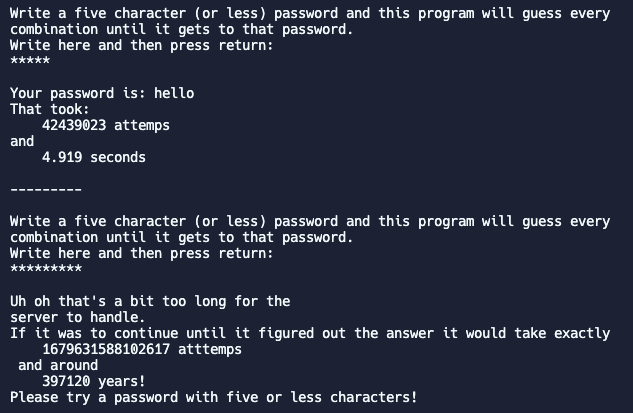 Write a five character (or less) password and this program will guess every
combination until it gets to that password.
Write here and then press return:
*****
Your password is: hello
That took:
42439023 attemps
and
4.919 seconds
---------
Write a five character (or less) password and this program will guess every
combination until it gets to that password.
Write here and then press return:
*********
Uh oh that's a bit too long for the
server to handle.
If it was to continue until it figured out the answer it would take exactly
1679631588102617 atttemps
and around
397120 years!
Please try a password with five or less characters!